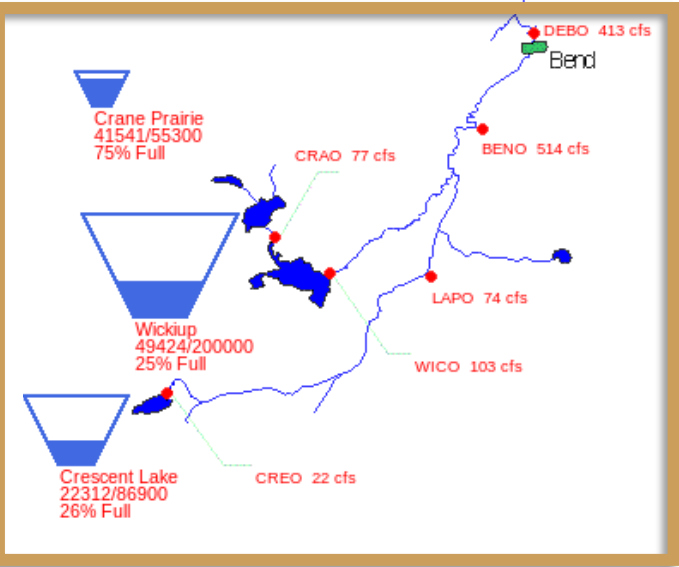 DEBO 413 cfs
Bend
Crane Prairie
41541/55300
75% Full
BENO 514 cfs
CRAO 77 cfs
LAPO 74 cfs
Wickiup
49424/200000
25% Full
WICO 103 cfs
Crescent Lake
22312/86900
26% Full
CREO 22 cfs